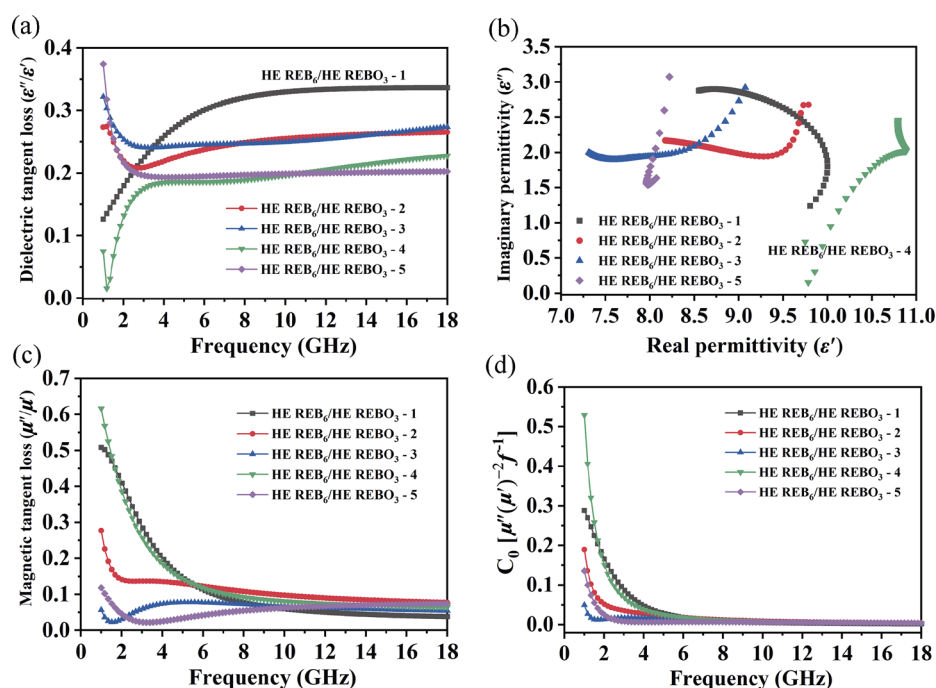 (a)
HE REB₆/HE REBO₃ - 1
HE REB₆/HE REBO₃ - 2
HE REB₆/HE REBO₃ - 3
HE REB₆/HE REBO₃ - 4
HE REB₆/HE REBO₃ - 5
Dielectric tangent loss (ε″/ε′)
0.4
0.3
0.2
0.1
0.0
0 2 4 6 8 10 12 14 16 18
Frequency (GHz)
(b)
HE REB₆/HE REBO₃ - 1
HE REB₆/HE REBO₃ - 2
HE REB₆/HE REBO₃ - 3
HE REB₆/HE REBO₃ - 5
HE REB₆/HE REBO₃ - 4
Imaginary permittivity (ε″)
4.0
3.5
3.0
2.5
2.0
1.5
1.0
0.5
0.0
7.0 7.5 8.0 8.5 9.0 9.5 10.0 10.5 11.0
Real permittivity (ε′)
(c)
HE REB₆/HE REBO₃ - 1
HE REB₆/HE REBO₃ - 2
HE REB₆/HE REBO₃ - 3
HE REB₆/HE REBO₃ - 4
HE REB₆/HE REBO₃ - 5
Magnetic tangent loss (μ″/μ′)
0.7
0.6
0.5
0.4
0.3
0.2
0.1
0.0
0 2 4 6 8 10 12 14 16 18
Frequency (GHz)
(d)
HE REB₆/HE REBO₃ - 1
HE REB₆/HE REBO₃ - 2
HE REB₆/HE REBO₃ - 3
HE REB₆/HE REBO₃ - 4
HE REB₆/HE REBO₃ - 5
C₀ [μ″(μ′)⁻²f⁻¹]
0.6
0.5
0.4
0.3
0.2
0.1
0.0
0 2 4 6 8 10 12 14 16 18
Frequency (GHz)